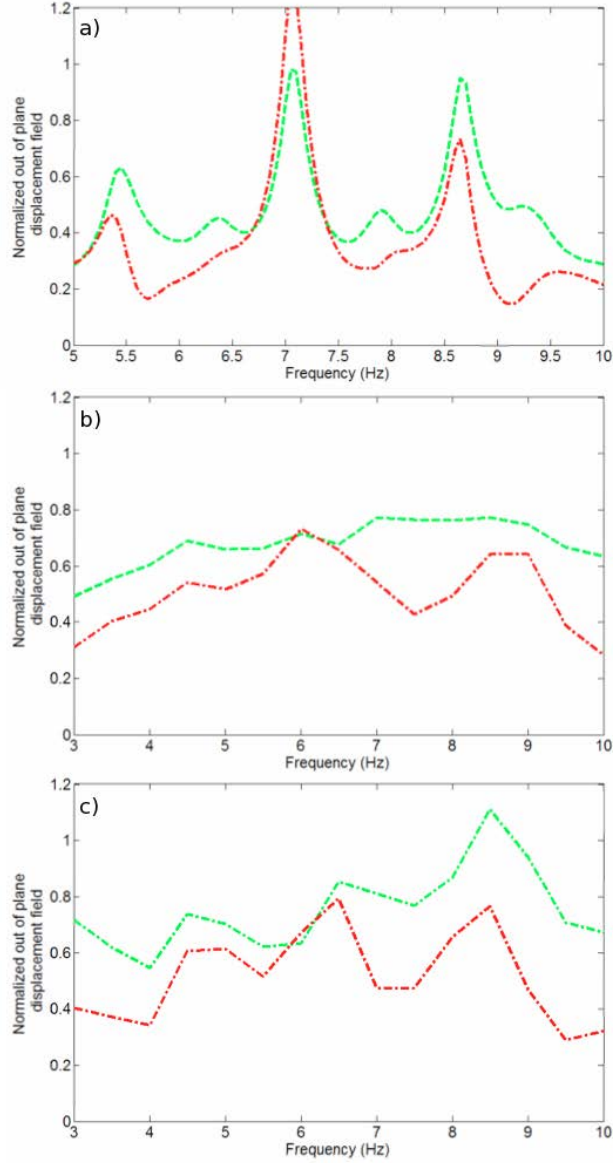 a)
Normalized out of plane
displacement field
1.2
1
0.8
0.6
0.4
0.2
0
5 5.5 6 6.5 7 7.5 8 8.5 9 9.5 10
Frequency (Hz)
b)
Normalized out of plane
displacement field
1.2
1
0.8
0.6
0.4
0.2
0
3 4 5 6 7 8 9 10
Frequency (Hz)
c)
Normalized out of plane
displacement field
1.2
1
0.8
0.6
0.4
0.2
0
3 4 5 6 7 8 9 10
Frequency (Hz)